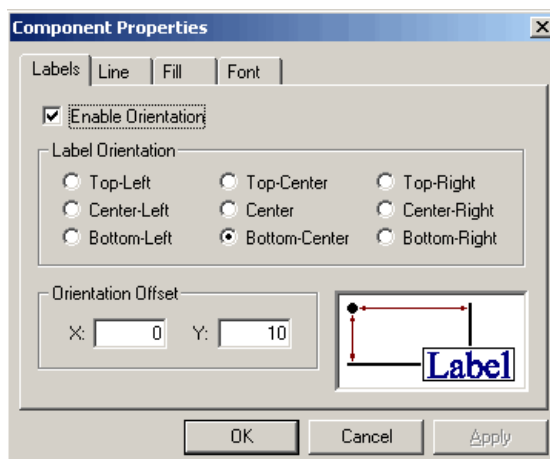 Component Properties
Labels Line Fill Font
Enable Orientation
Label Orientation
Top-Left Top-Center Top-Right
Center-Left Center Center-Right
Bottom-Left Bottom-Center Bottom-Right
Orientation Offset
X: 0 Y: 10
Label
OK Cancel Apply